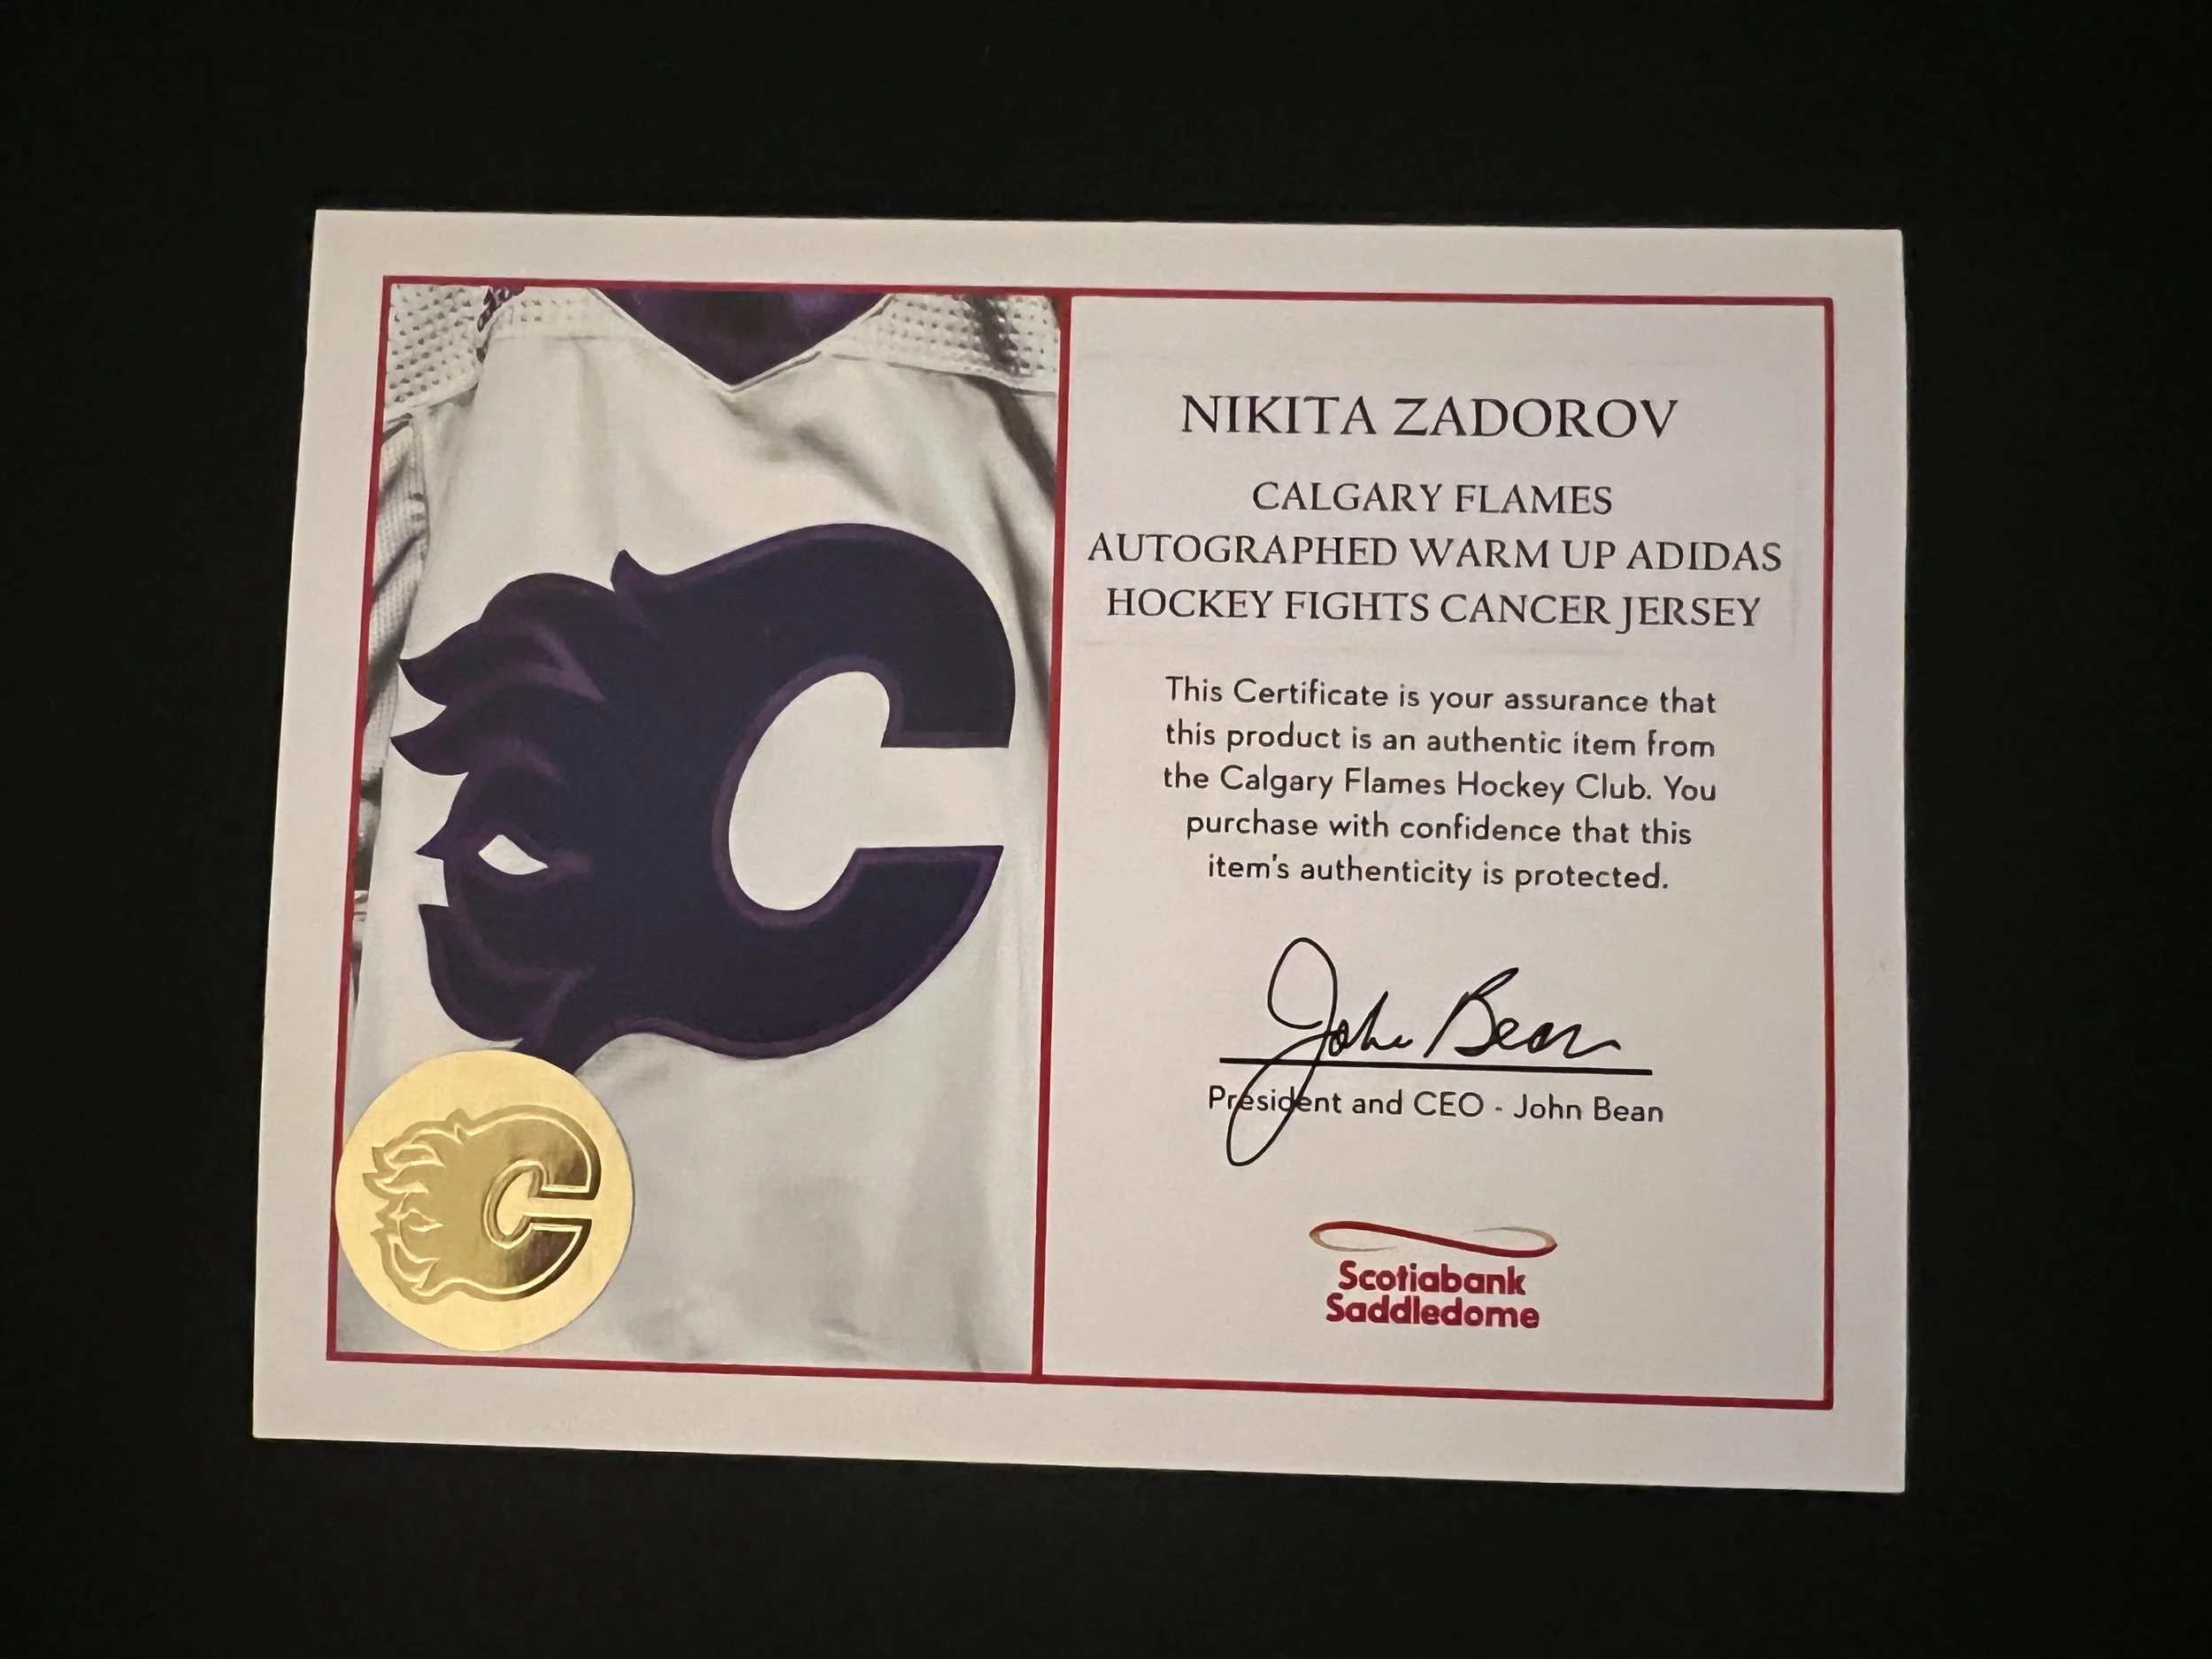 NIKITA ZADOROV
CALGARY FLAMES
AUTOGRAPHED WARM UP ADIDAS
HOCKEY FIGHTS CANCER JERSEY
This Certificate is your assurance that
this product is an authentic item from
the Calgary Flames Hockey Club. You
purchase with confidence that this
item's authenticity is protected.
John Bean
President and CEO - John Bean
Scotiabank
Saddledome